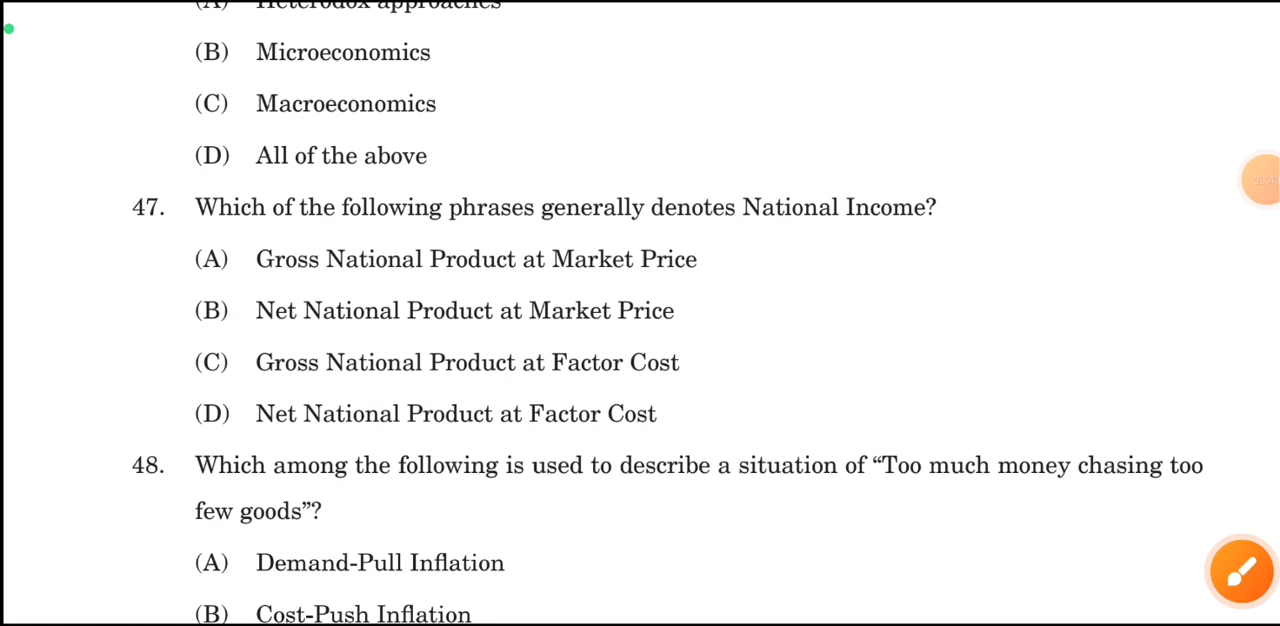 (A) Heterodox approaches
(B) Microeconomics
(C) Macroeconomics
(D) All of the above
47. Which of the following phrases generally denotes National Income?
(A) Gross National Product at Market Price
(B) Net National Product at Market Price
(C) Gross National Product at Factor Cost
(D) Net National Product at Factor Cost
48. Which among the following is used to describe a situation of “Too much money chasing too
few goods”?
(A) Demand-Pull Inflation
(B) Cost-Push Inflation